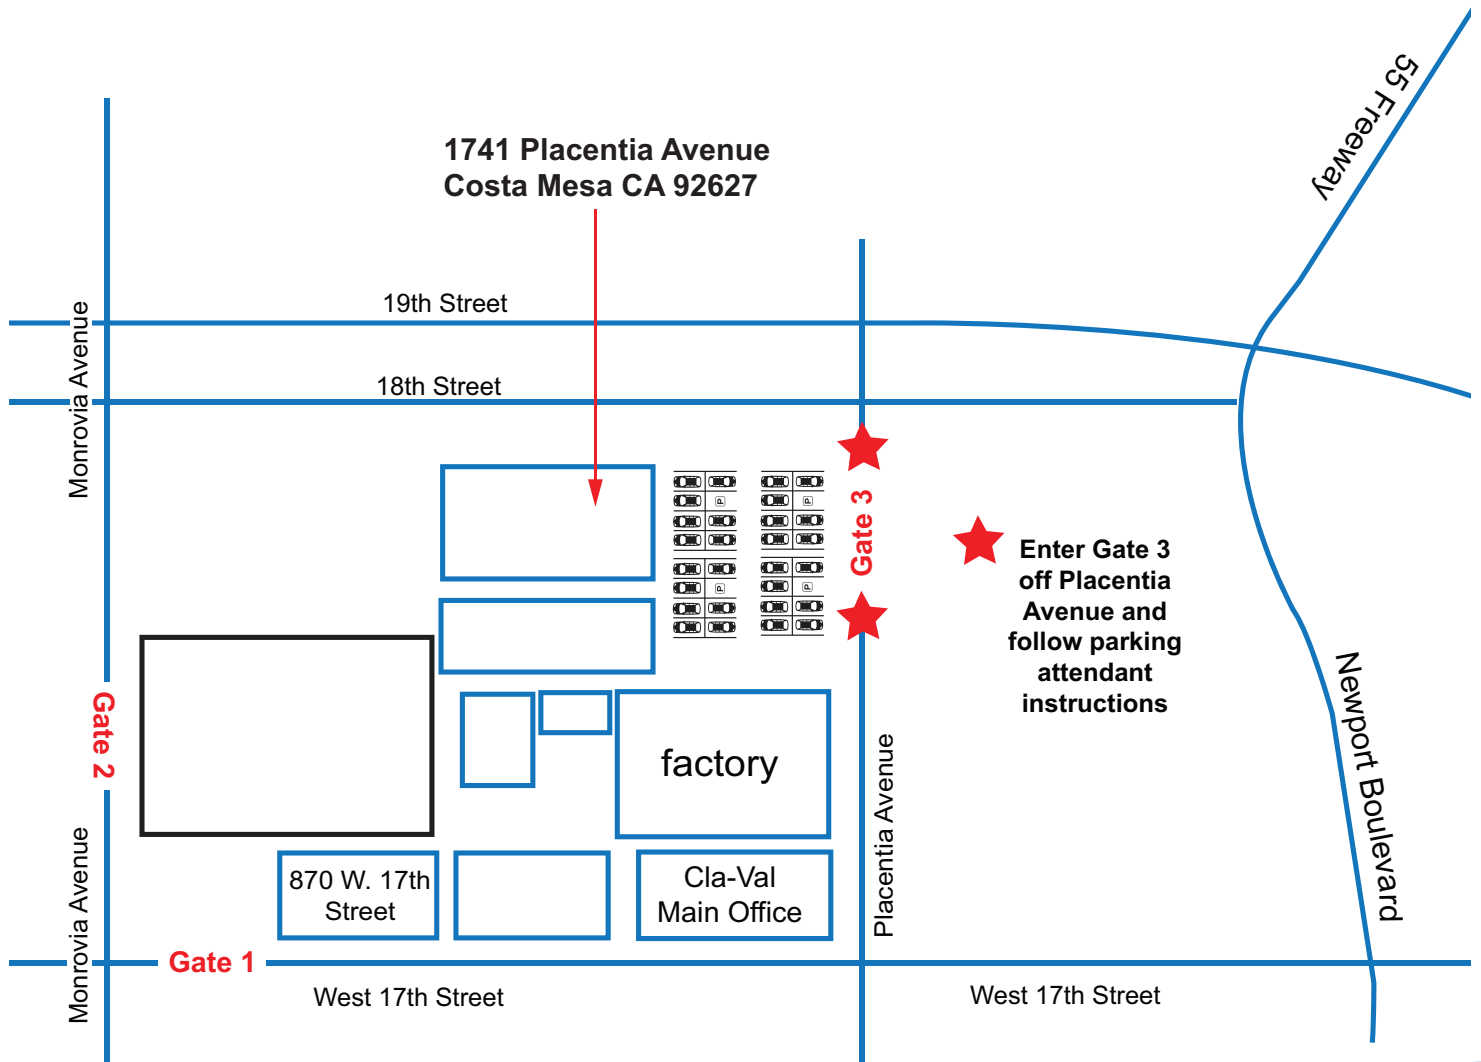 55 Freeway
1741 Placentia Avenue
Costa Mesa CA 92627
19th Street
Monrovia Avenue
18th Street
P
P
P
P
Gate 3
Enter Gate 3
off Placentia
Avenue and
follow parking
attendant
instructions
Newport Boulevard
Gate 2
factory
Placentia Avenue
Monrovia Avenue
870 W. 17th
Street
Cla-Val
Main Office
Gate 1
West 17th Street
West 17th Street